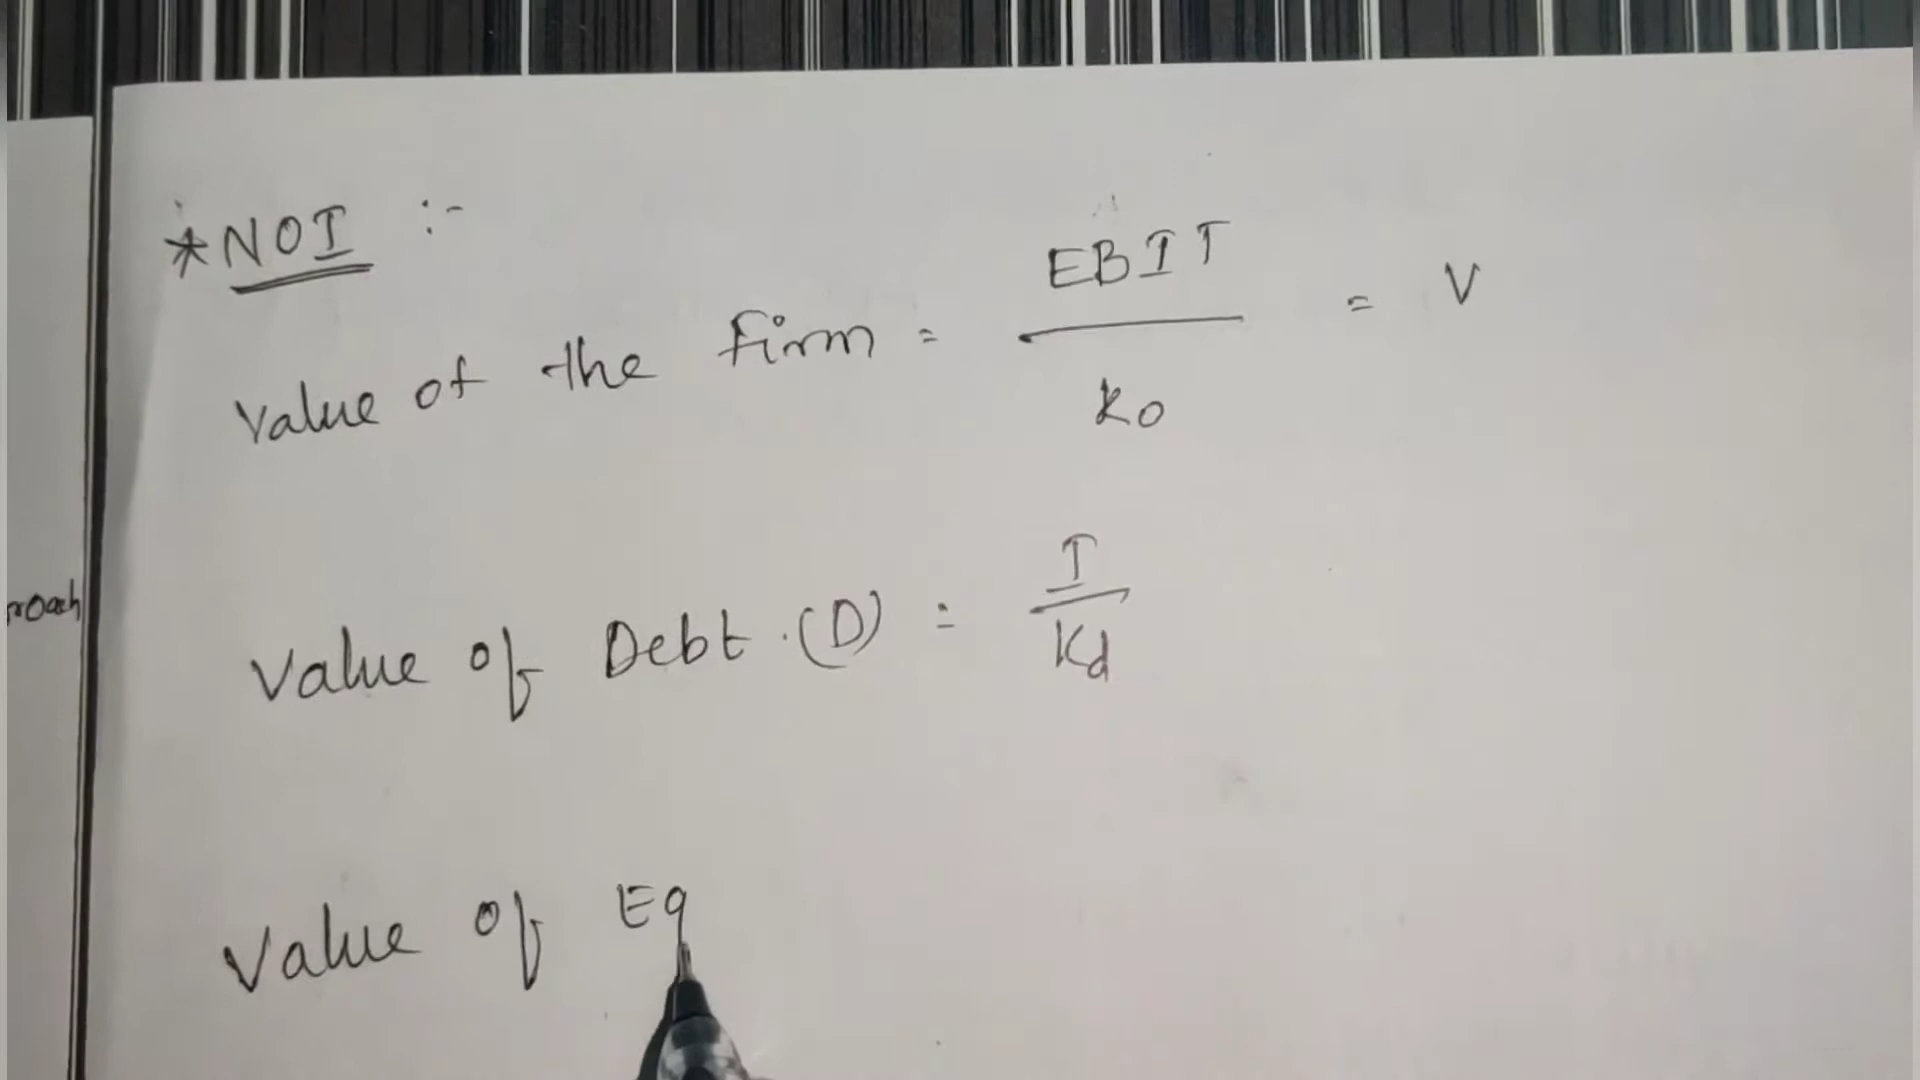 roach
*NOI :-
Value of the firm = EBIT / Ko = V
Value of Debt (D) = I / Kd
Value of Eq